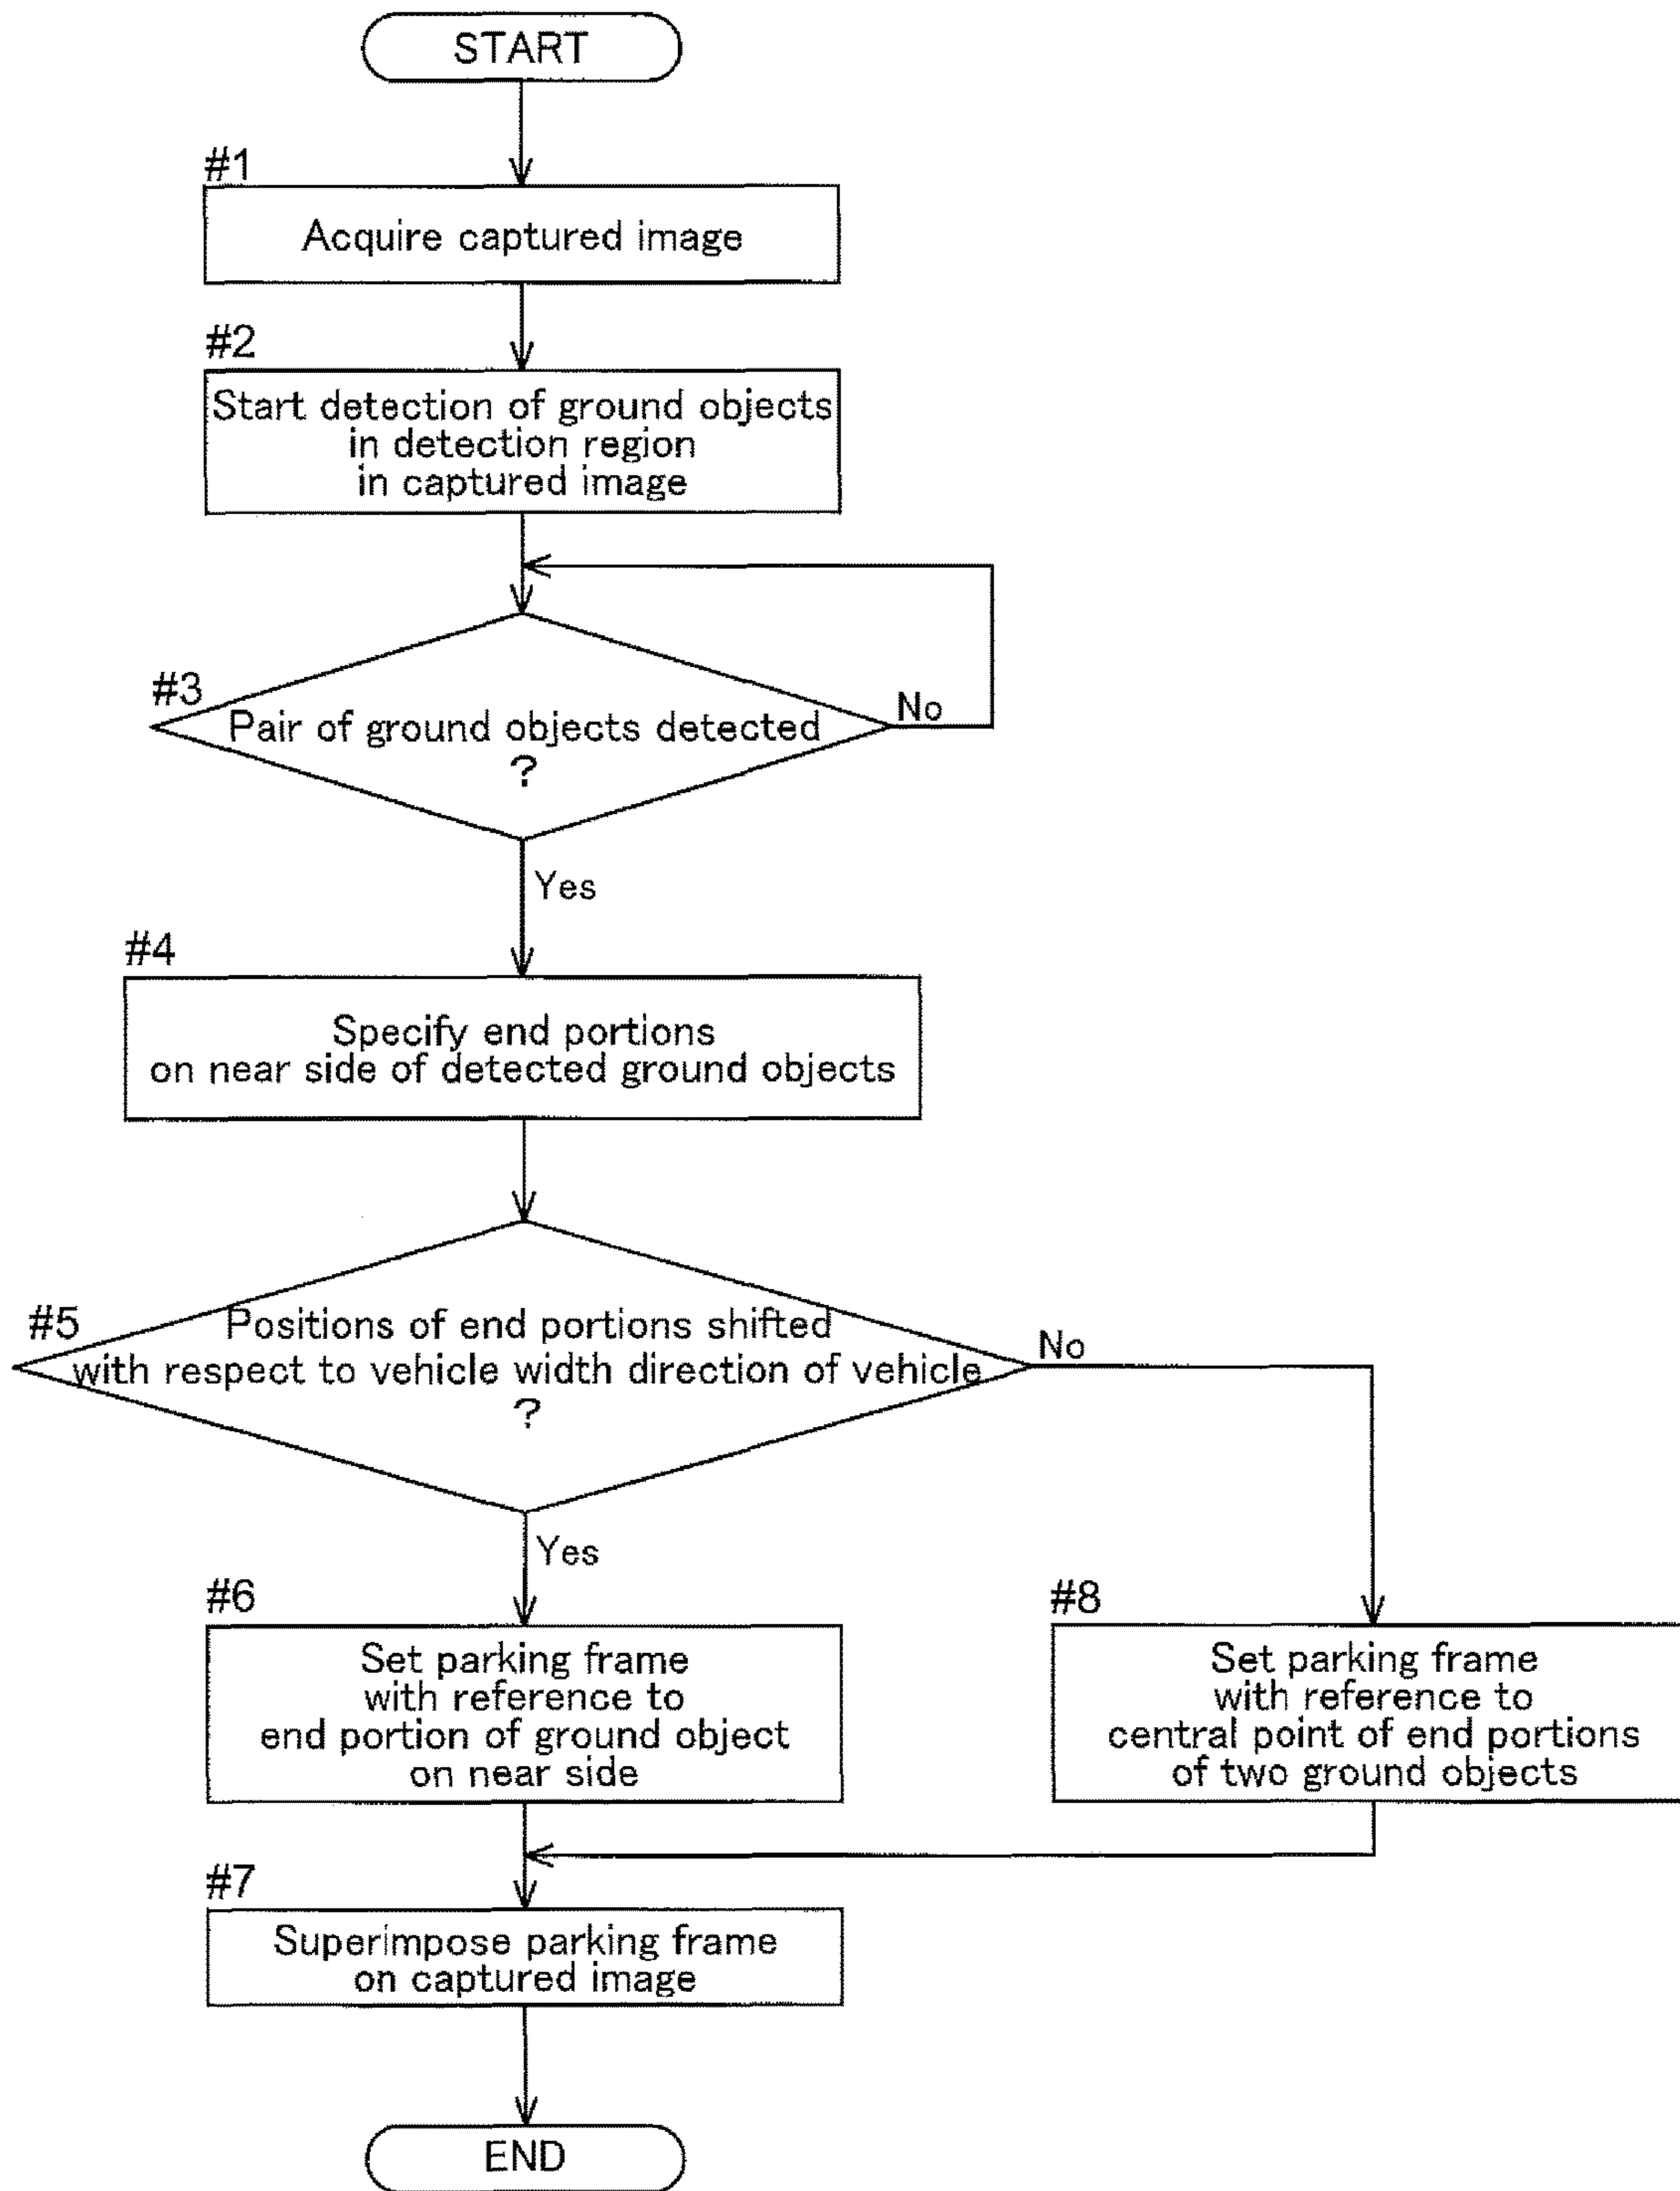 START
#1
Acquire captured image
#2
Start detection of ground objects
in detection region
in captured image
#3
Pair of ground objects detected
?
No
Yes
#4
Specify end portions
on near side of detected ground objects
#5
Positions of end portions shifted
with respect to vehicle width direction of vehicle
?
No
Yes
#6
Set parking frame
with reference to
end portion of ground object
on near side
#8
Set parking frame
with reference to
central point of end portions
of two ground objects
#7
Superimpose parking frame
on captured image
END